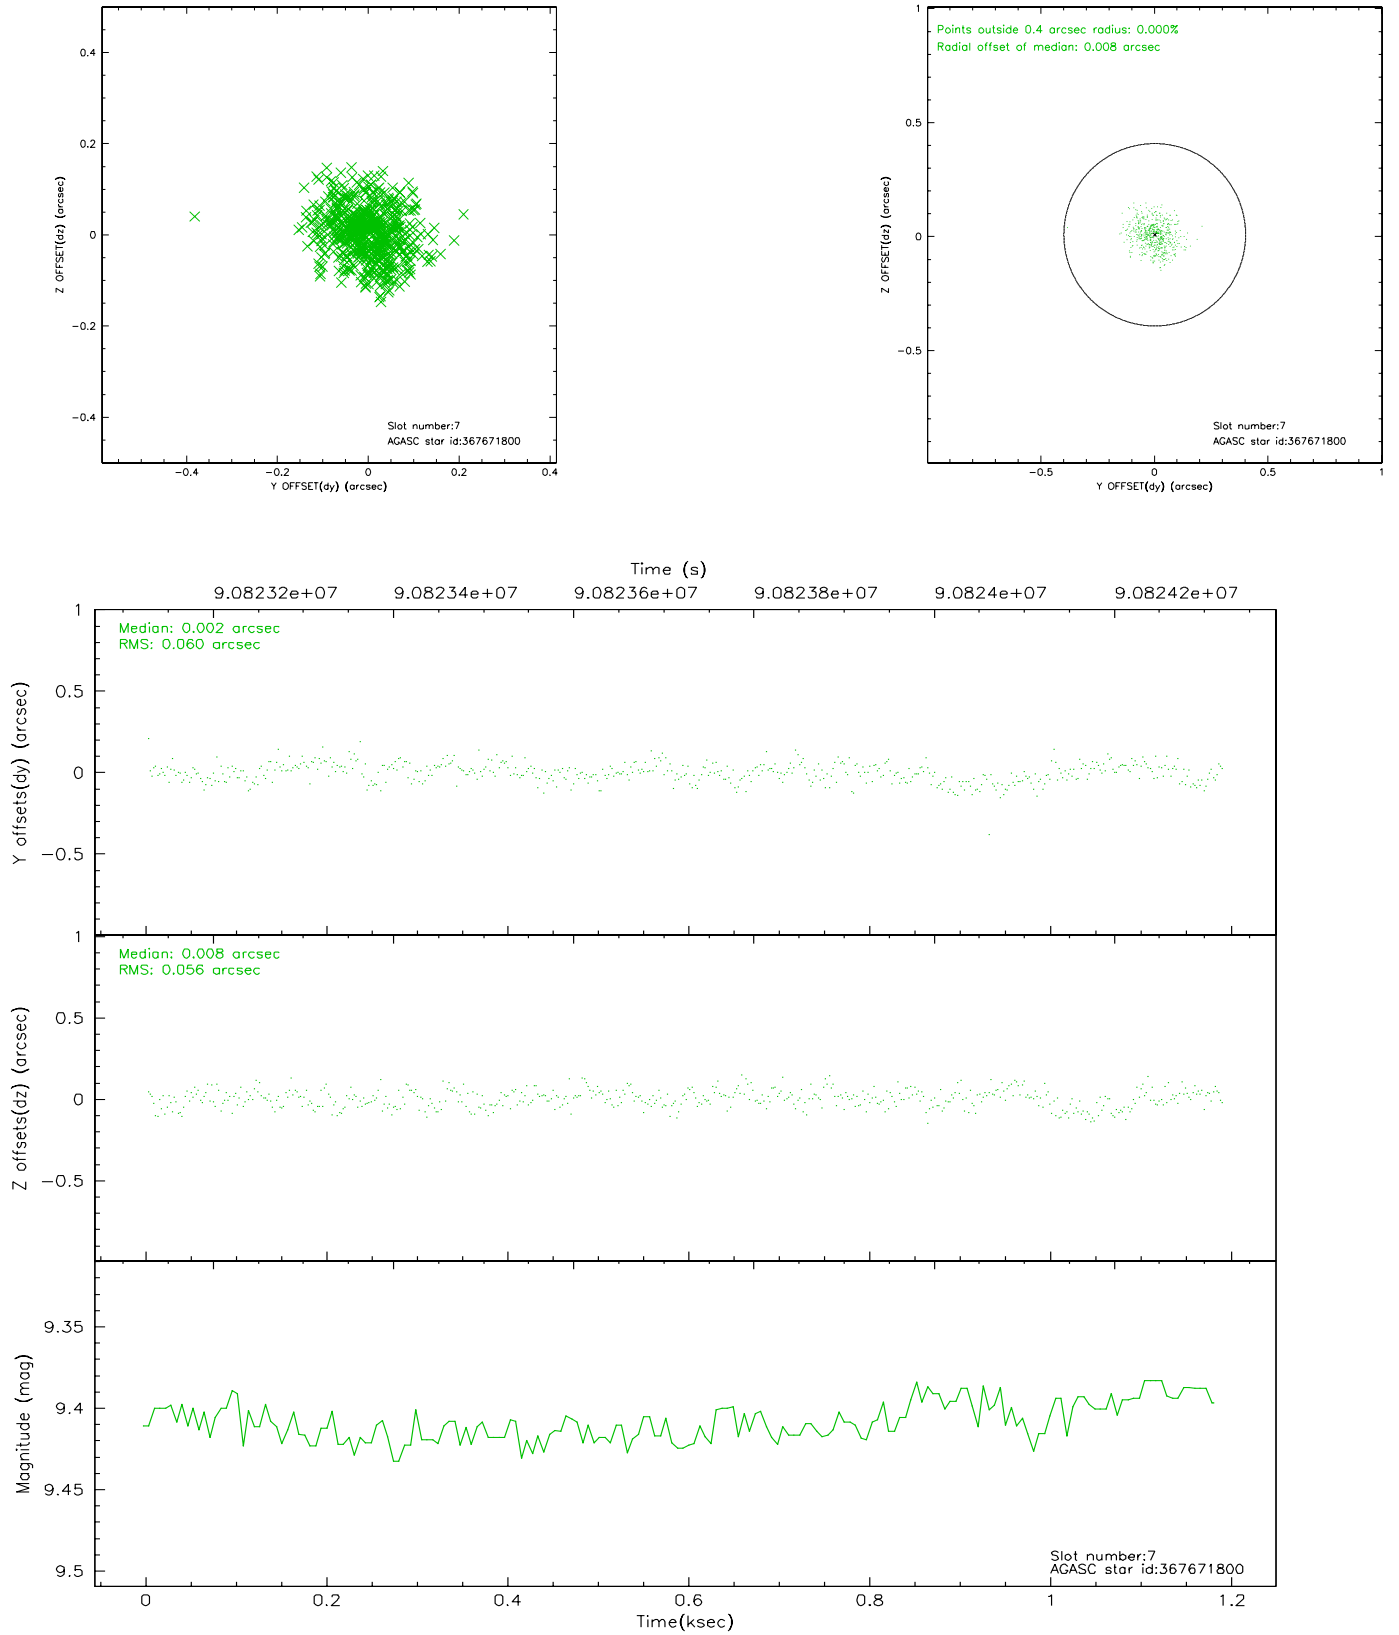 0.4
0.2
0
-0.2
-0.4
Z OFFSET(dz) (arcsec)
Slot number:7
AGASC star id:367671800
-0.4 -0.2 0 0.2 0.4
Y OFFSET(dy) (arcsec)
1
0.5
0
-0.5
Z OFFSET(dz) (arcsec)
Points outside 0.4 arcsec radius: 0.000%
Radial offset of median: 0.008 arcsec
Slot number:7
AGASC star id:367671800
-0.5 0 0.5 1
Y OFFSET(dy) (arcsec)
Time (s)
9.08232e+07 9.08234e+07 9.08236e+07 9.08238e+07 9.0824e+07 9.08242e+07
1
0.5
0
-0.5
Y offsets(dy) (arcsec)
Median: 0.002 arcsec
RMS: 0.060 arcsec
1
0.5
0
-0.5
Z offsets(dz) (arcsec)
Median: 0.008 arcsec
RMS: 0.056 arcsec
9.35
9.4
9.45
9.5
Magnitude (mag)
Slot number:7
AGASC star id:367671800
0 0.2 0.4 0.6 0.8 1 1.2
Time(ksec)